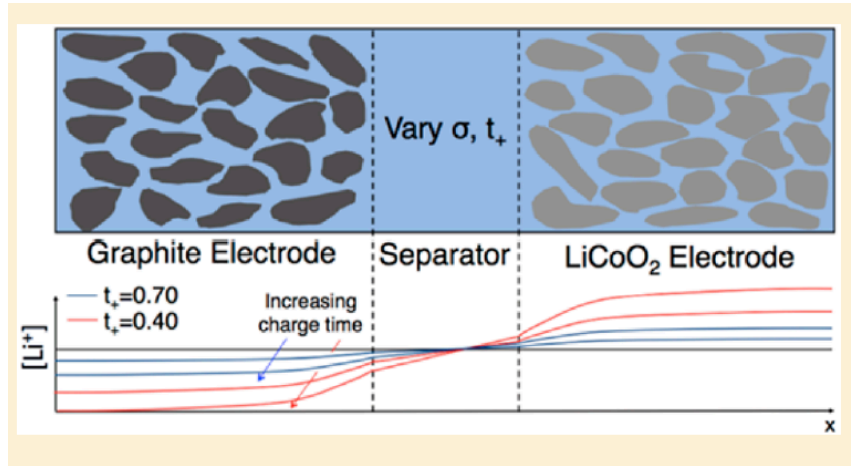 Vary σ, t₊
Graphite Electrode
Separator
LiCoO₂ Electrode
t₊=0.70
t₊=0.40
Increasing
charge time
[Li⁺]
x